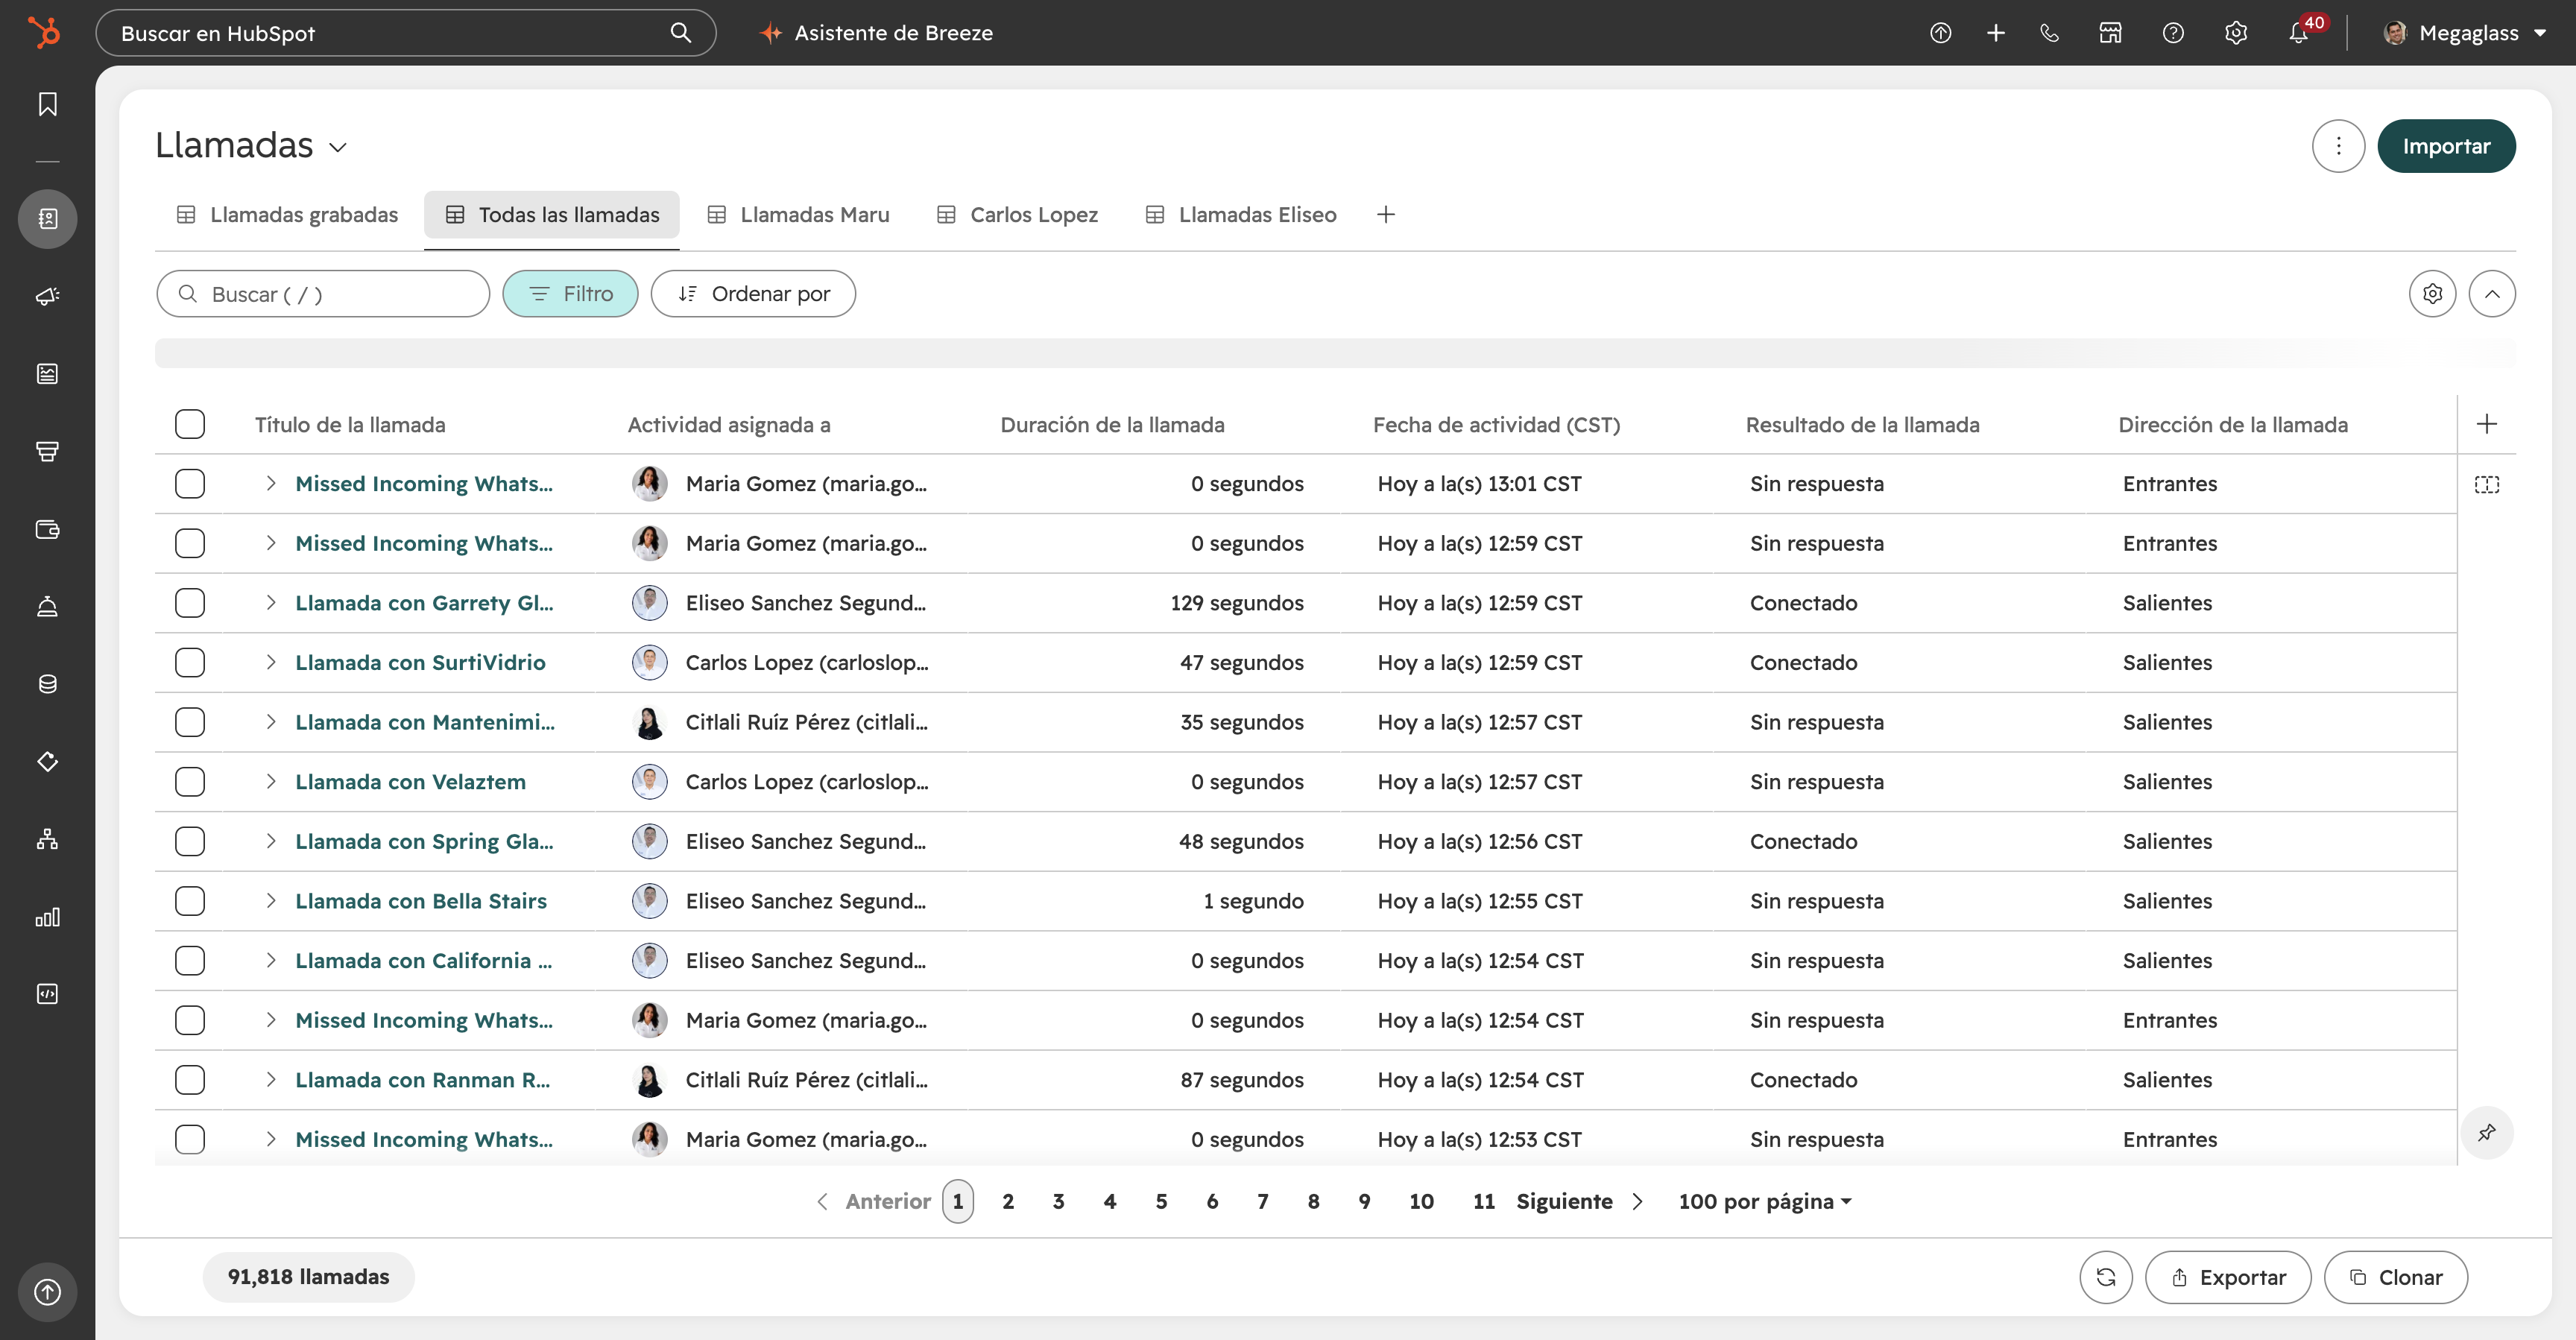 Buscar en HubSpot
Asistente de Breeze
40
Megaglass
Llamadas
Importar
Llamadas grabadas
Todas las llamadas
Llamadas Maru
Carlos Lopez
Llamadas Eliseo
Buscar ( / )
Filtro
Ordenar por
Título de la llamada Actividad asignada a Duración de la llamada Fecha de actividad (CST) Resultado de la llamada Dirección de la llamada
Missed Incoming Whats... Maria Gomez (maria.go... 0 segundos Hoy a la(s) 13:01 CST Sin respuesta Entrantes
Missed Incoming Whats... Maria Gomez (maria.go... 0 segundos Hoy a la(s) 12:59 CST Sin respuesta Entrantes
Llamada con Garrety Gl... Eliseo Sanchez Segund... 129 segundos Hoy a la(s) 12:59 CST Conectado Salientes
Llamada con SurtiVidrio Carlos Lopez (carloslop... 47 segundos Hoy a la(s) 12:59 CST Conectado Salientes
Llamada con Mantenimi... Citlali Ruíz Pérez (citlali... 35 segundos Hoy a la(s) 12:57 CST Sin respuesta Salientes
Llamada con Velaztem Carlos Lopez (carloslop... 0 segundos Hoy a la(s) 12:57 CST Sin respuesta Salientes
Llamada con Spring Gla... Eliseo Sanchez Segund... 48 segundos Hoy a la(s) 12:56 CST Conectado Salientes
Llamada con Bella Stairs Eliseo Sanchez Segund... 1 segundo Hoy a la(s) 12:55 CST Sin respuesta Salientes
Llamada con California ... Eliseo Sanchez Segund... 0 segundos Hoy a la(s) 12:54 CST Sin respuesta Salientes
Missed Incoming Whats... Maria Gomez (maria.go... 0 segundos Hoy a la(s) 12:54 CST Sin respuesta Entrantes
Llamada con Ranman R... Citlali Ruíz Pérez (citlali... 87 segundos Hoy a la(s) 12:54 CST Conectado Salientes
Missed Incoming Whats... Maria Gomez (maria.go... 0 segundos Hoy a la(s) 12:53 CST Sin respuesta Entrantes
Anterior 1 2 3 4 5 6 7 8 9 10 11 Siguiente 100 por página
91,818 llamadas
Exportar
Clonar